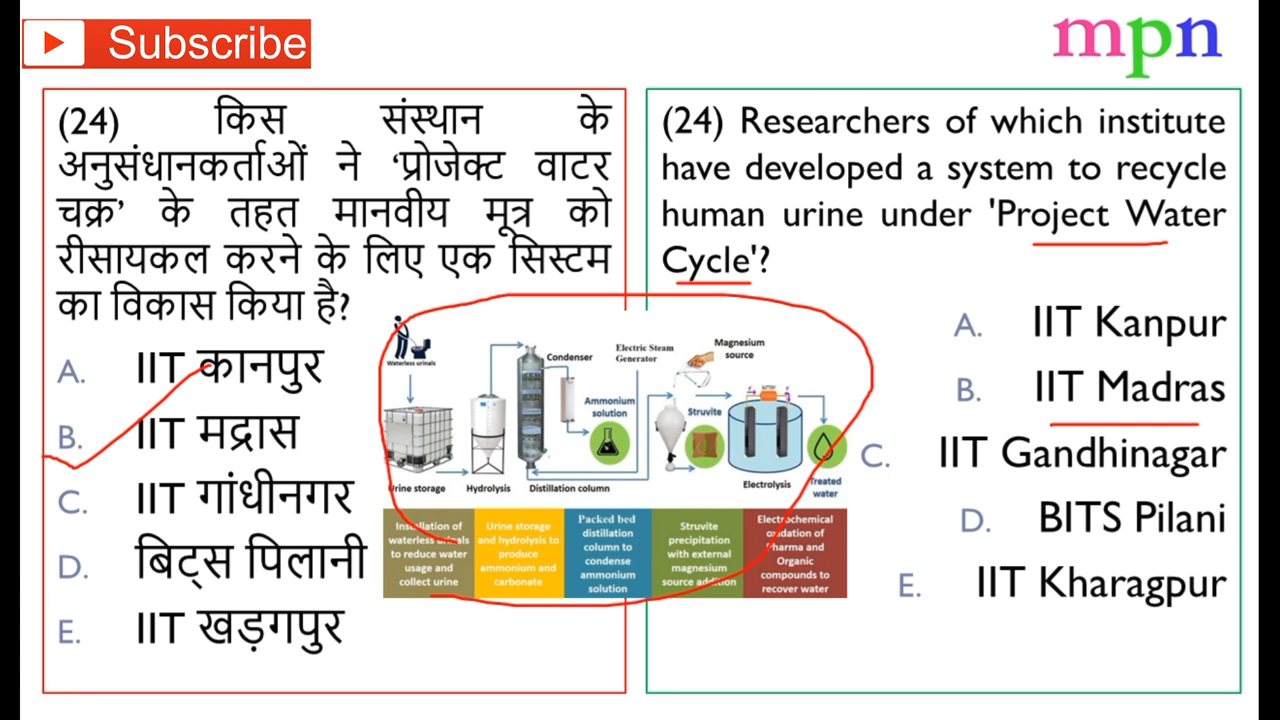 Subscribe
mpn
(24) किस संस्थान के
अनुसंधानकर्ताओं ने ‘प्रोजेक्ट वाटर
चक्र’ के तहत मानवीय मूत्र को
रीसायकल करने के लिए एक सिस्टम
का विकास किया है?
A. IIT कानपुर
B. IIT मद्रास
C. IIT गांधीनगर
D. बिट्स पिलानी
E. IIT खड़गपुर
(24) Researchers of which institute
have developed a system to recycle
human urine under 'Project Water
Cycle'?
A. IIT Kanpur
B. IIT Madras
C. IIT Gandhinagar
D. BITS Pilani
E. IIT Kharagpur
Waterless urinals
Urine storage
Hydrolysis
Distillation column
Condenser
Ammonium
solution
Electric Steam
Generator
Magnesium
source
Struvite
BATTERY
Electrolysis
Treated
water
Installation of
waterless urinals
to reduce water
usage and
collect urine
Urine storage
and hydrolysis to
produce
ammonium and
carbonate
Packed bed
distillation
column to
condense
ammonium
solution
Struvite
precipitation
with external
magnesium
source addition
Electrochemical
oxidation of
Pharma and
Organic
compounds to
recover water